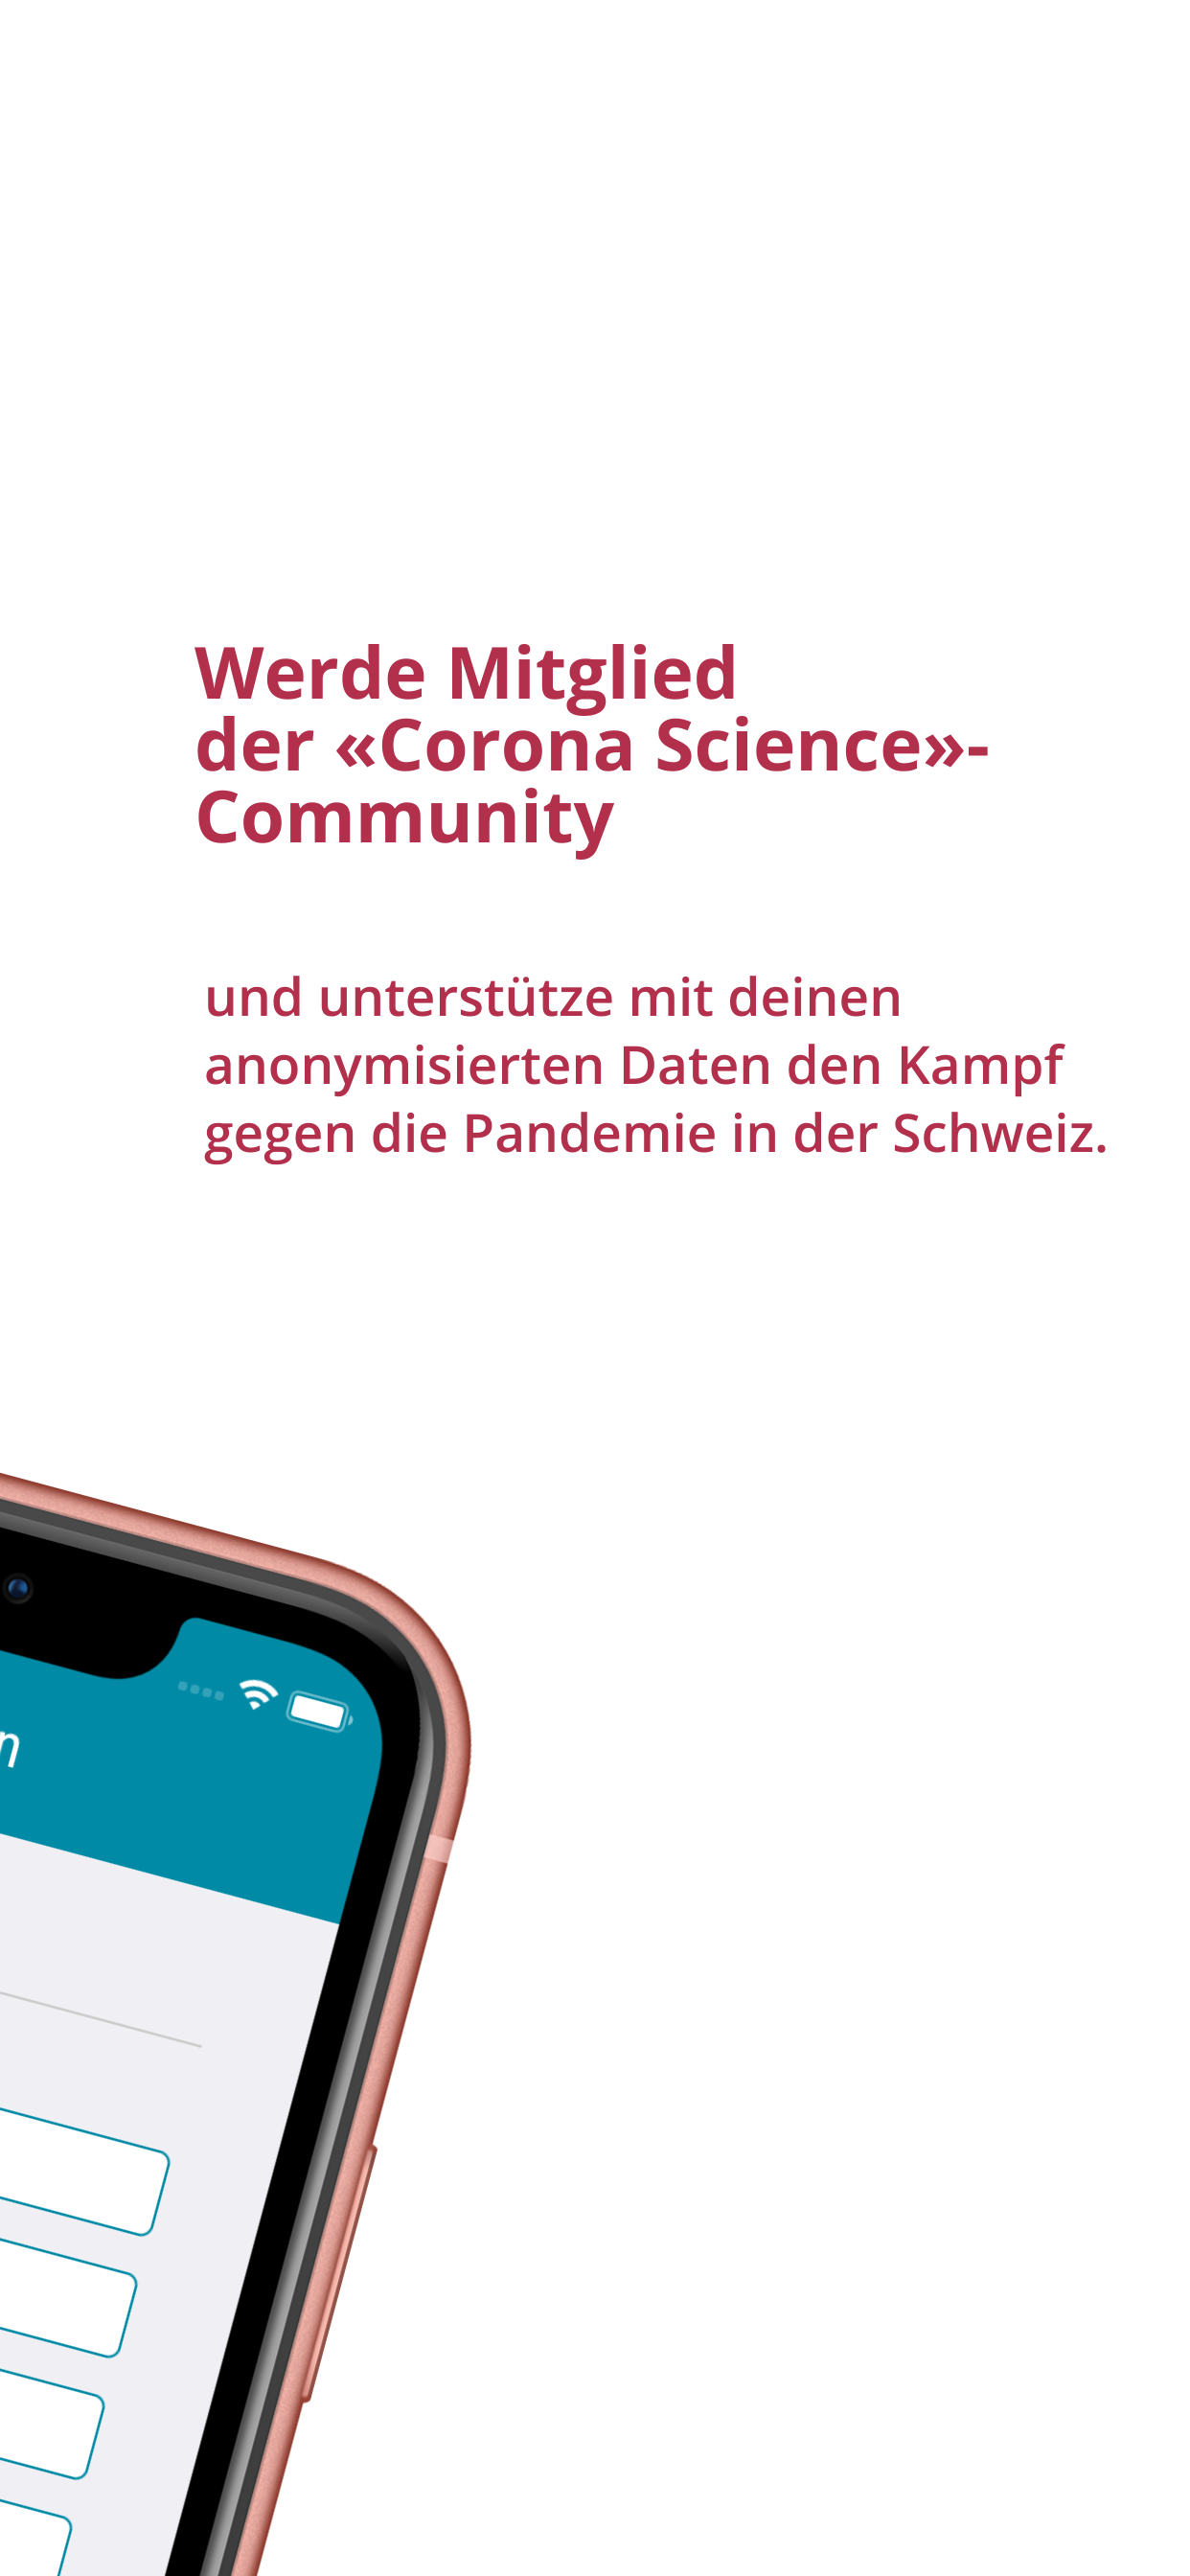 Werde Mitglied
der «Corona Science»-
Community
und unterstütze mit deinen
anonymisierten Daten den Kampf
gegen die Pandemie in der Schweiz.
n